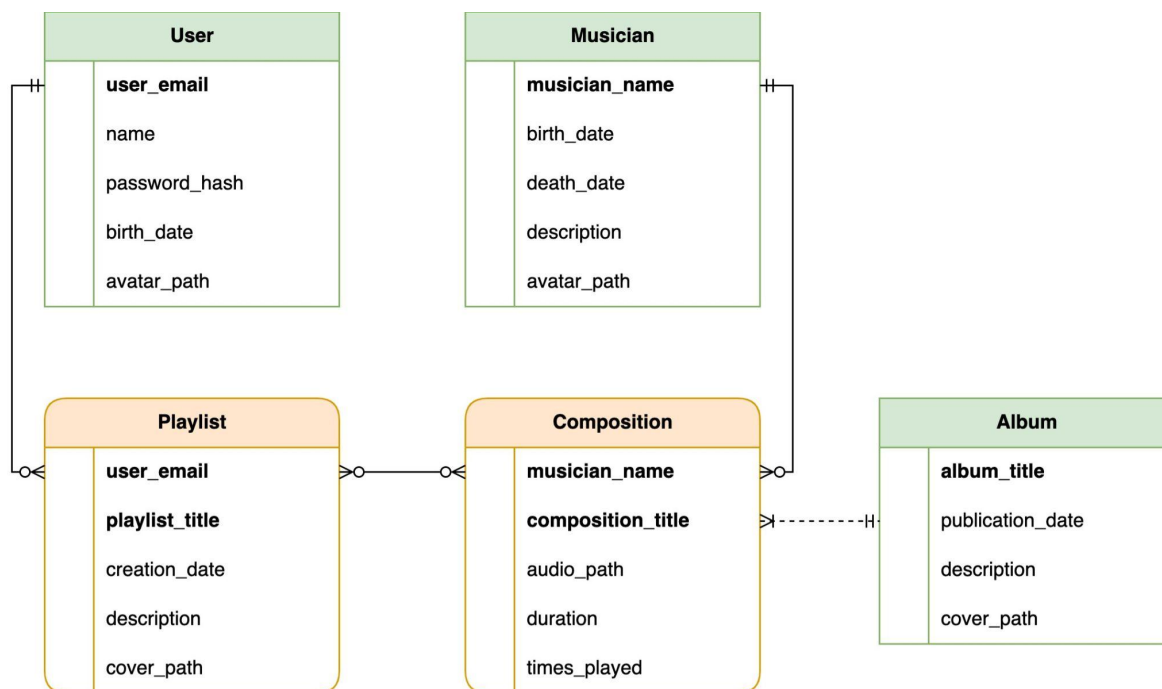 User
user_email
name
password_hash
birth_date
avatar_path
Musician
musician_name
birth_date
death_date
description
avatar_path
Playlist
user_email
playlist_title
creation_date
description
cover_path
Composition
musician_name
composition_title
audio_path
duration
times_played
Album
album_title
publication_date
description
cover_path